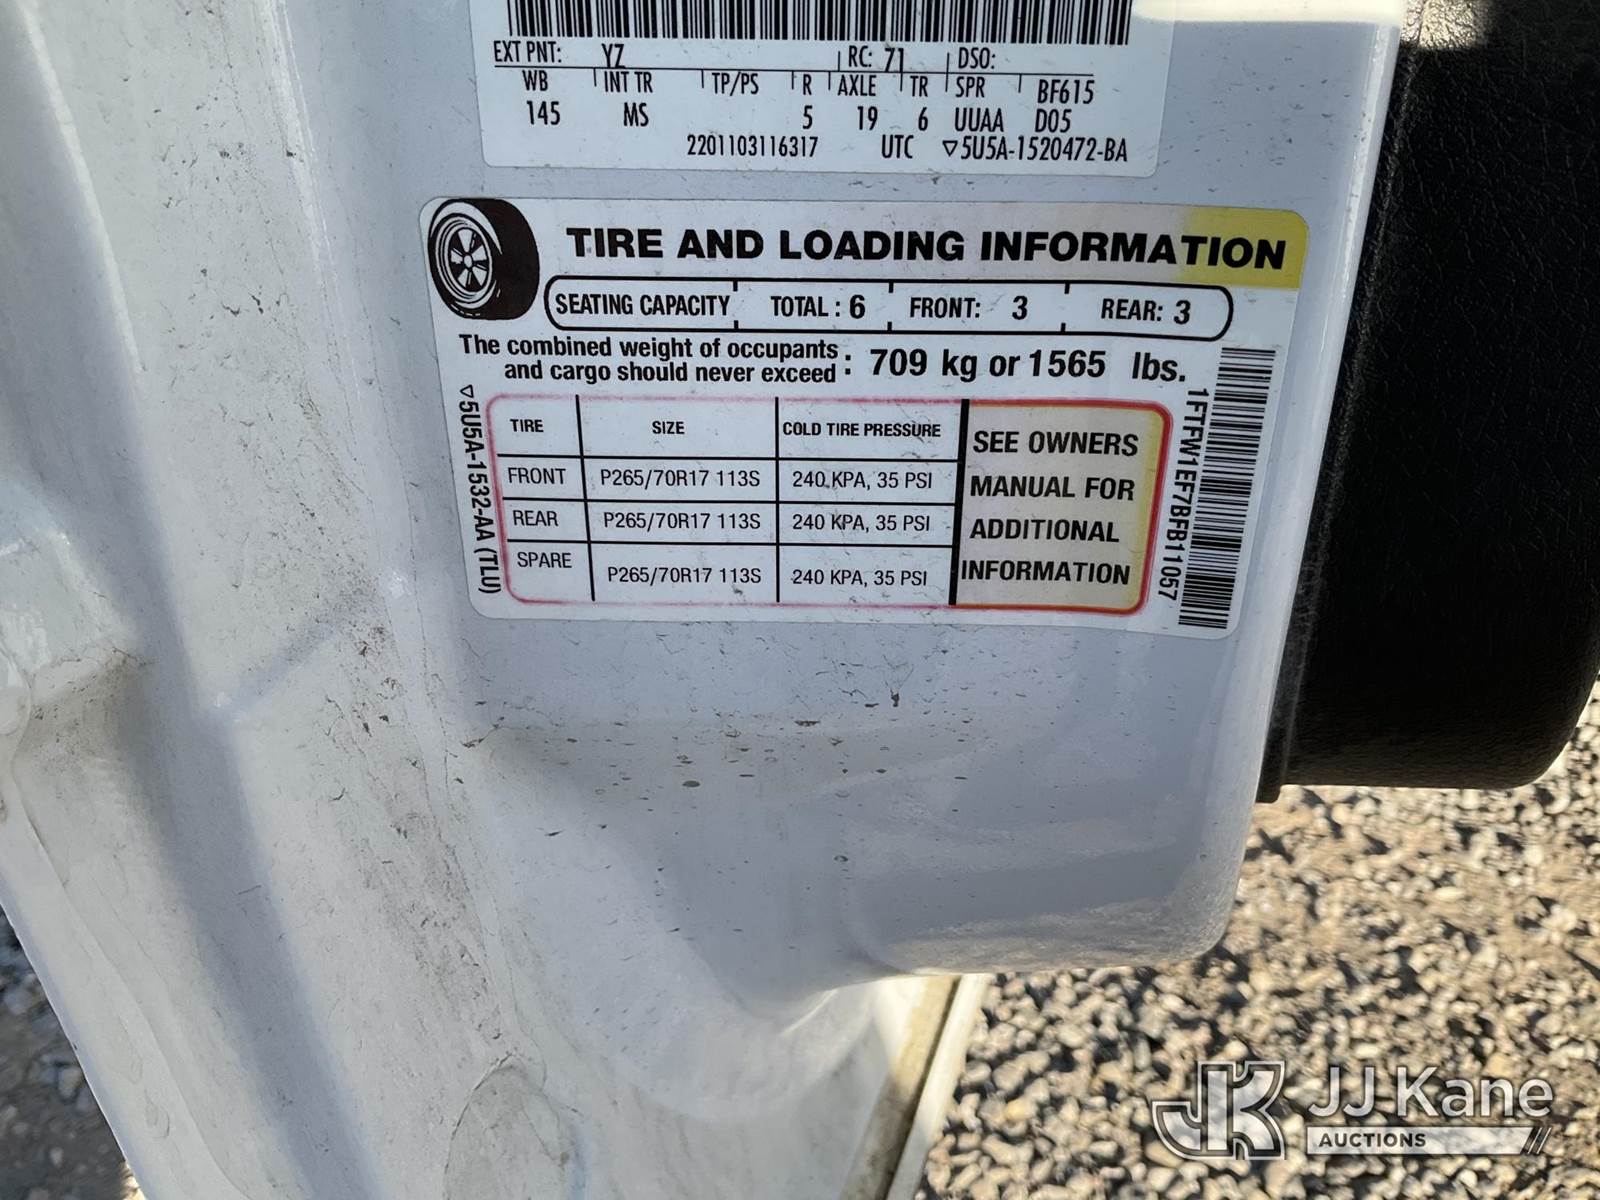 EXT PNT: YZ RC: 71 DSO:
WB INT TR TP/PS R AXLE TR SPR BF615
145 MS 5 19 6 UUAA D05
2201103116317 UTC ▽5U5A-1520472-BA
TIRE AND LOADING INFORMATION
SEATING CAPACITY TOTAL : 6 FRONT: 3 REAR: 3
The combined weight of occupants
and cargo should never exceed : 709 kg or 1565 lbs.
TIRE SIZE COLD TIRE PRESSURE
FRONT P265/70R17 113S 240 KPA, 35 PSI
REAR P265/70R17 113S 240 KPA, 35 PSI
SPARE P265/70R17 113S 240 KPA, 35 PSI
SEE OWNERS
MANUAL FOR
ADDITIONAL
INFORMATION
▽5U5A-1532-AA (TLU)
1FTFW1EF7BFB11057
JK JJ Kane
AUCTIONS